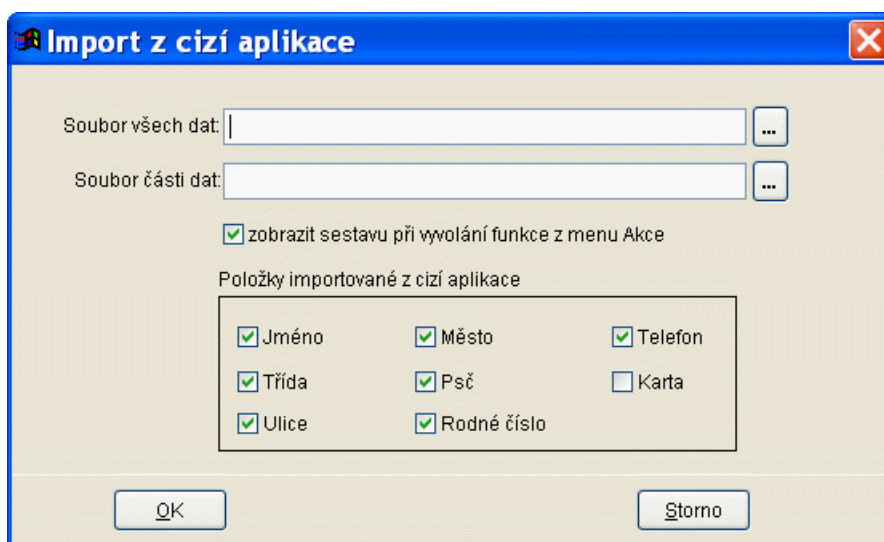 Import z cizí aplikace
Soubor všech dat:
...
Soubor části dat:
...
zobrazit sestavu při vyvolání funkce z menu Akce
Položky importované z cizí aplikace
Jméno Město Telefon
Třída Psč Karta
Ulice Rodné číslo
OK Storno